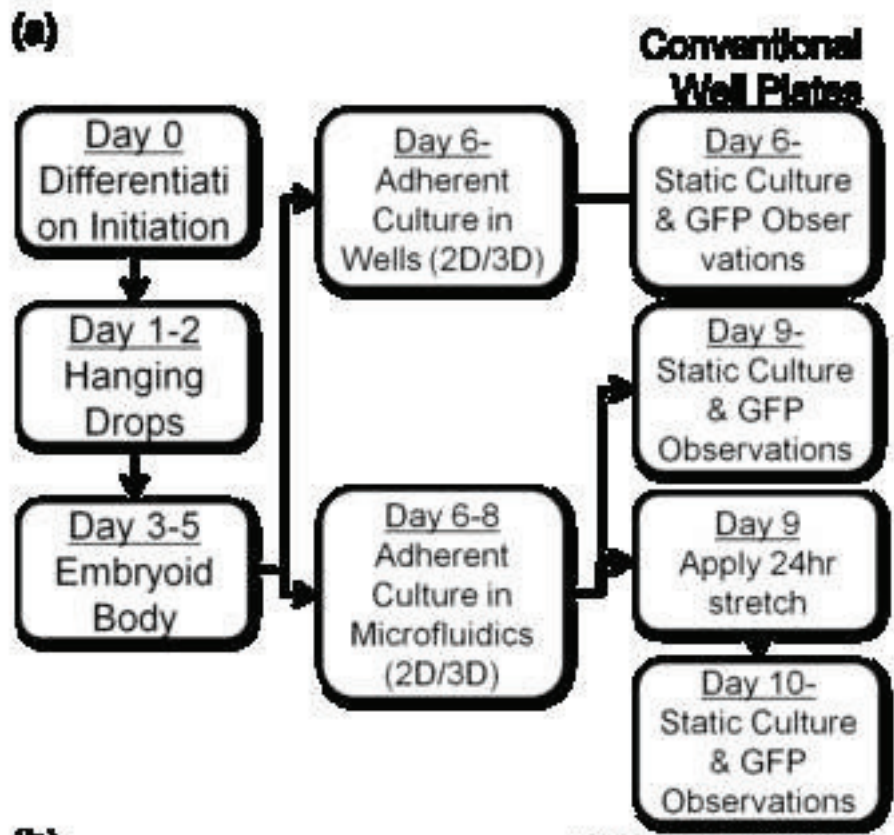 (a)
Conventional
Well Plates
Day 0
Differentiati
on Initiation
Day 1-2
Hanging
Drops
Day 3-5
Embryoid
Body
Day 6-
Adherent
Culture in
Wells (2D/3D)
Day 6-8
Adherent
Culture in
Microfluidics
(2D/3D)
Day 6-
Static Culture
& GFP Obser
vations
Day 9-
Static Culture
& GFP
Observations
Day 9
Apply 24hr
stretch
Day 10-
Static Culture
& GFP
Observations